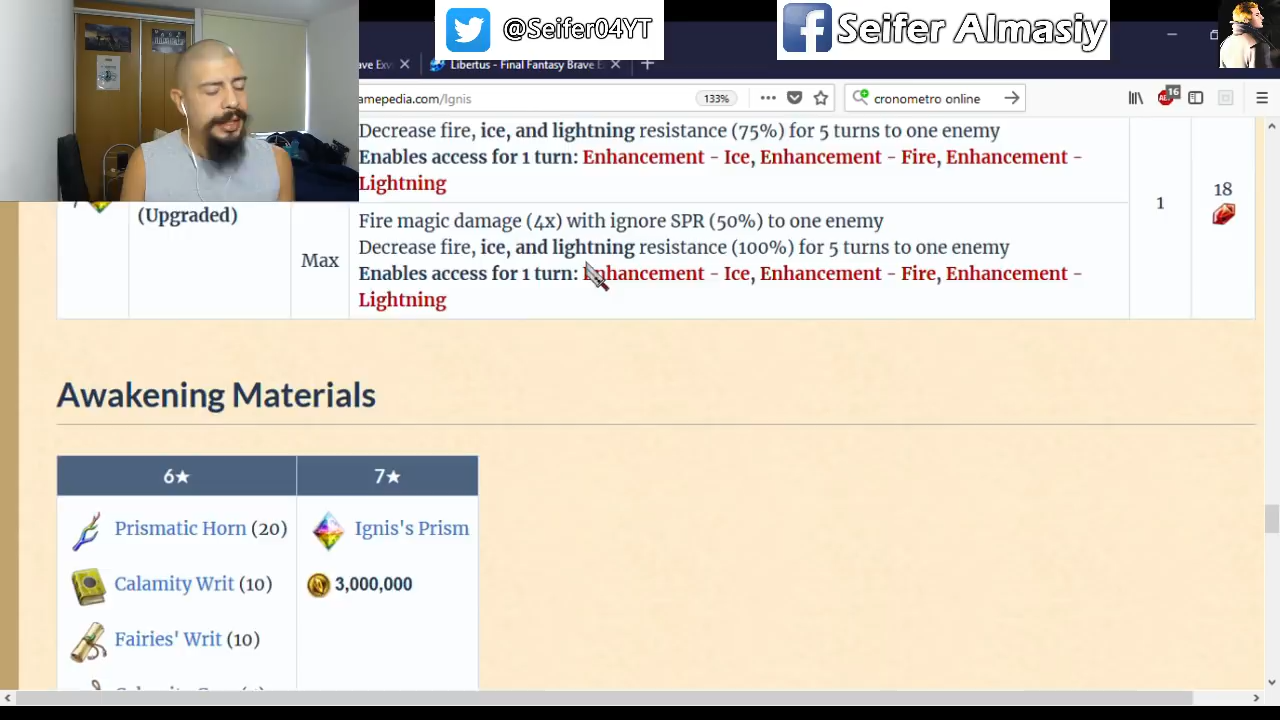 @Seifer04YT
Seifer Almasiy
ave Ex
Libertus - Final Fantasy Brave E
amepedia.com/Ignis
133%
cronometro online
16
Decrease fire, ice, and lightning resistance (75%) for 5 turns to one enemy
Enables access for 1 turn: Enhancement - Ice, Enhancement - Fire, Enhancement -
Lightning
(Upgraded)
Max
Fire magic damage (4x) with ignore SPR (50%) to one enemy
Decrease fire, ice, and lightning resistance (100%) for 5 turns to one enemy
Enables access for 1 turn: Enhancement - Ice, Enhancement - Fire, Enhancement -
Lightning
1
18
Awakening Materials
6★
7★
Prismatic Horn (20)
Ignis's Prism
Calamity Writ (10)
3,000,000
Fairies' Writ (10)